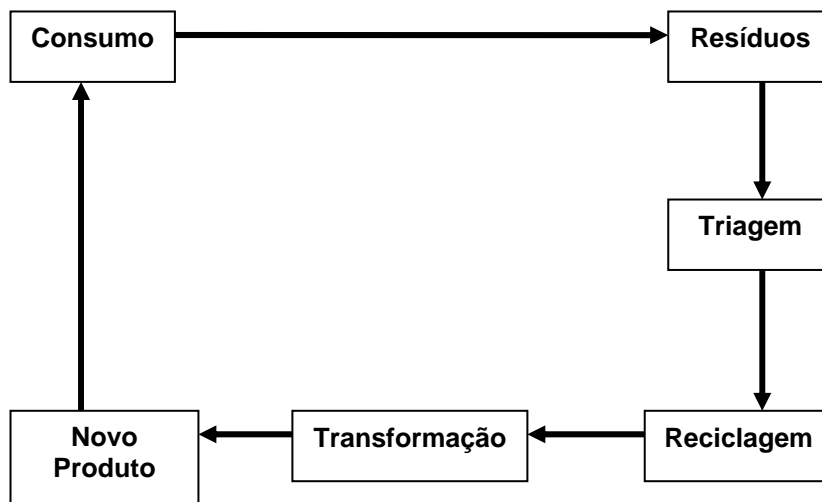 Consumo
Resíduos
Triagem
Novo
Produto
Transformação
Reciclagem